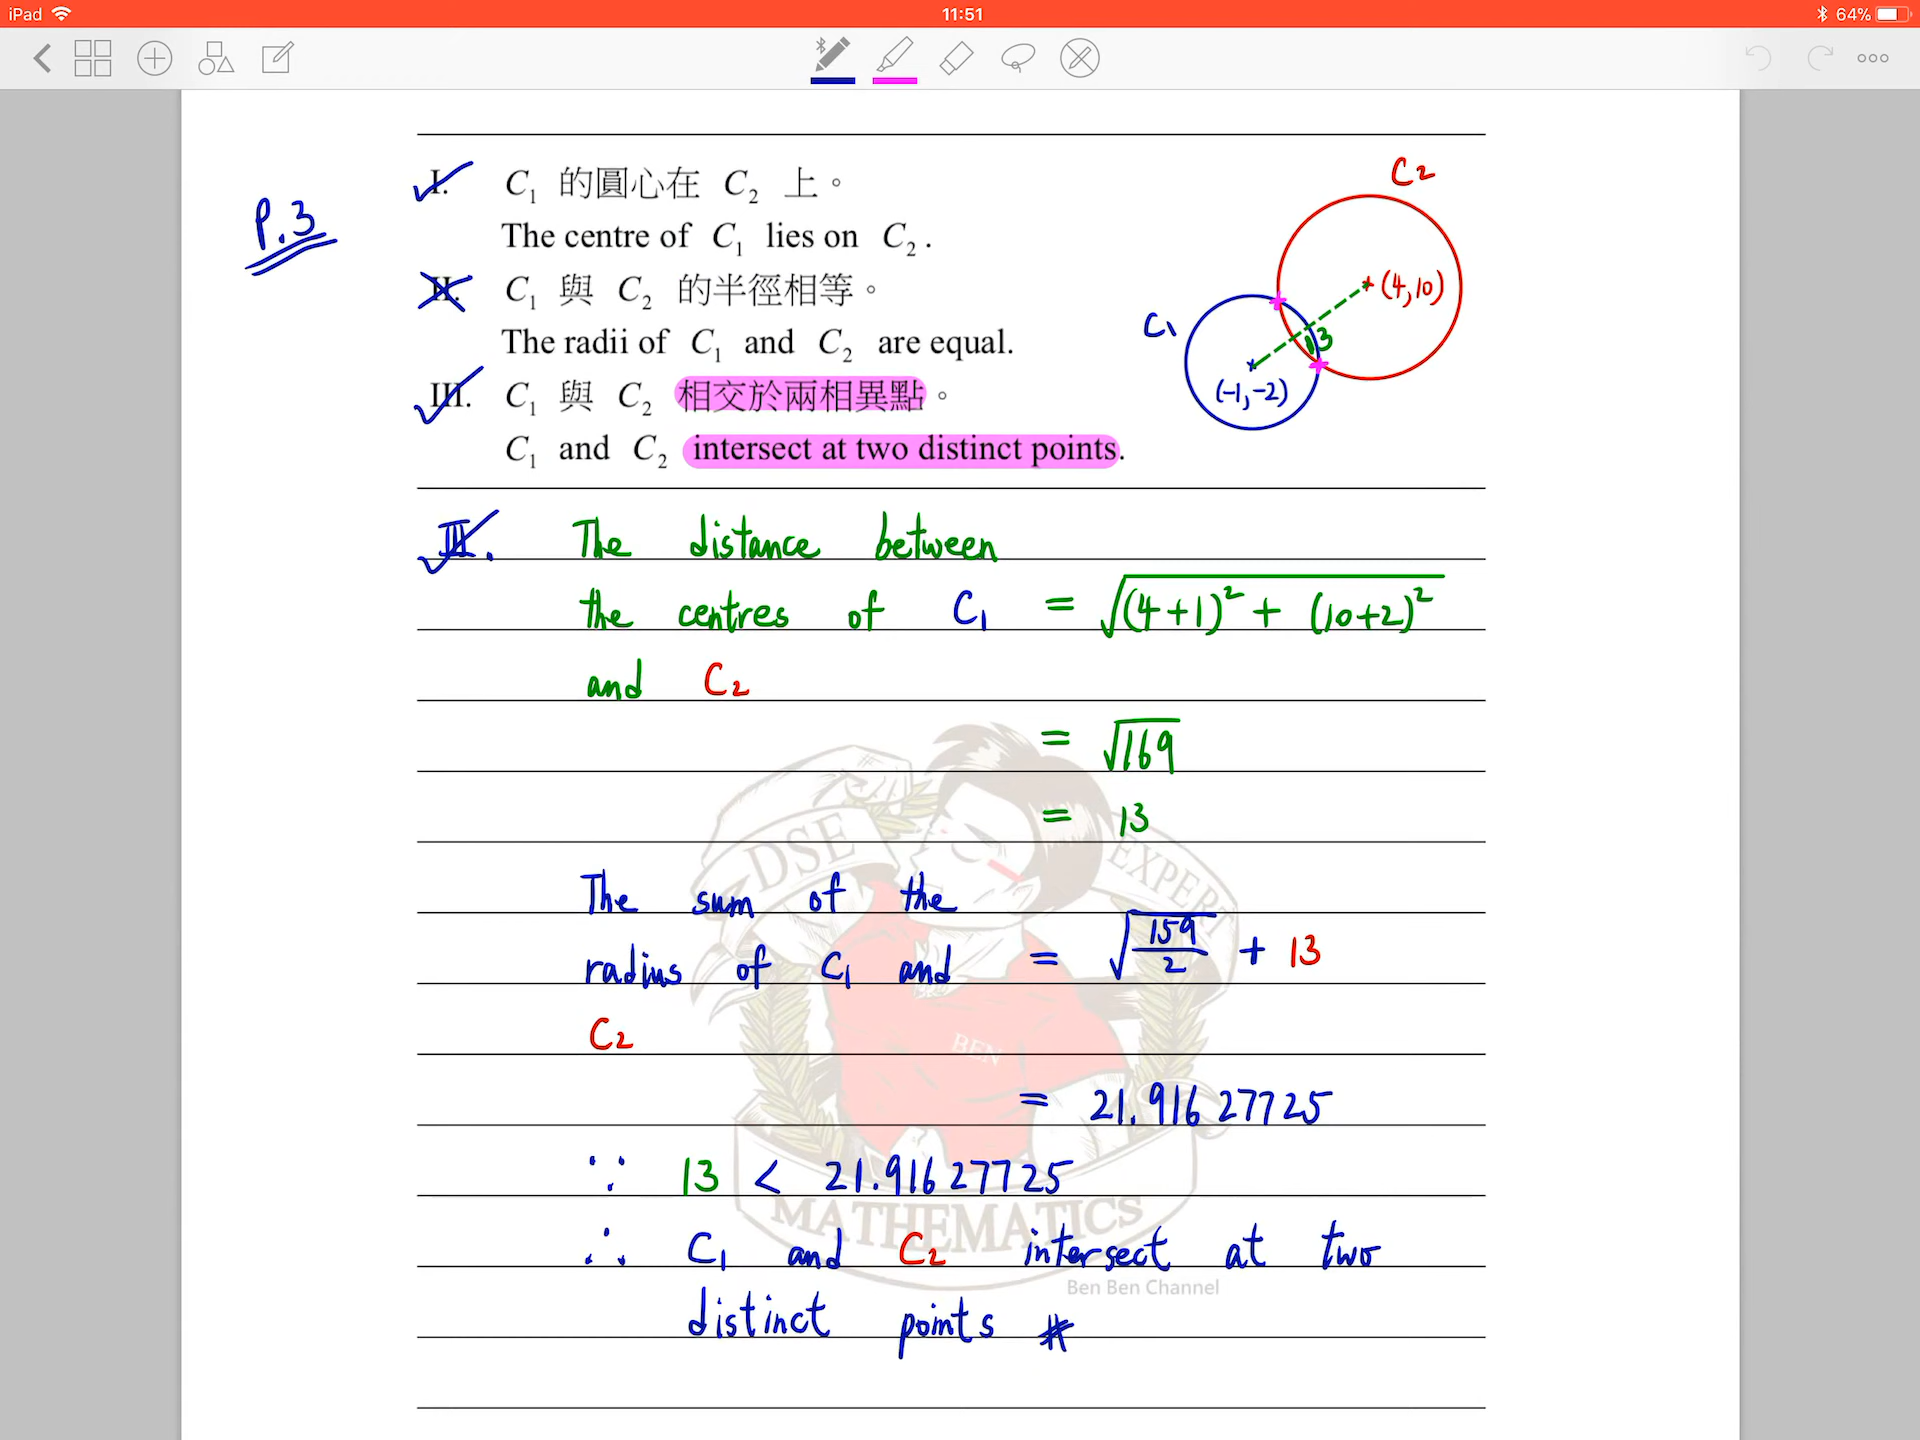 iPad 11:51 64%
P.3
I. C₁ 的圓心在 C₂ 上。
The centre of C₁ lies on C₂.
II. C₁ 與 C₂ 的半徑相等。
The radii of C₁ and C₂ are equal.
III. C₁ 與 C₂ 相交於兩相異點。
C₁ and C₂ intersect at two distinct points.
C₂
(4,10)
C₁
13
(-1,-2)
III. The distance between
the centres of C₁ = √((4+1)² + (10+2)²)
and C₂
= √169
= 13
The sum of the
radius of C₁ and = √(159/2) + 13
C₂
= 21.91627725
∵ 13 < 21.91627725
∴ C₁ and C₂ intersect at two
distinct points #
DSE EXPERT
BEN
MATHEMATICS
Ben Ben Channel